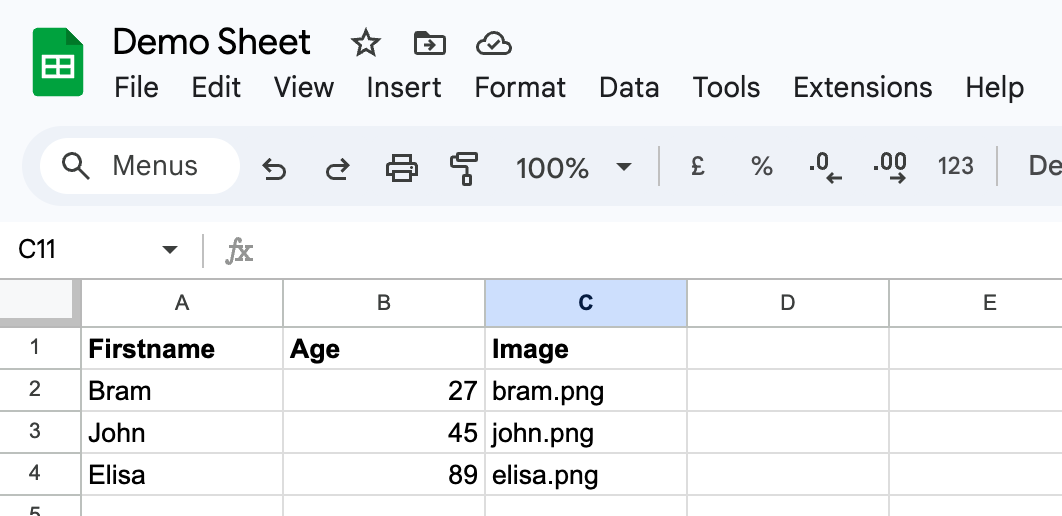 Demo Sheet
File Edit View Insert Format Data Tools Extensions Help
Menus 100% £ % .0 .00 123 De
C11 fx
A B C D E
1 Firstname Age Image
2 Bram 27 bram.png
3 John 45 john.png
4 Elisa 89 elisa.png
5